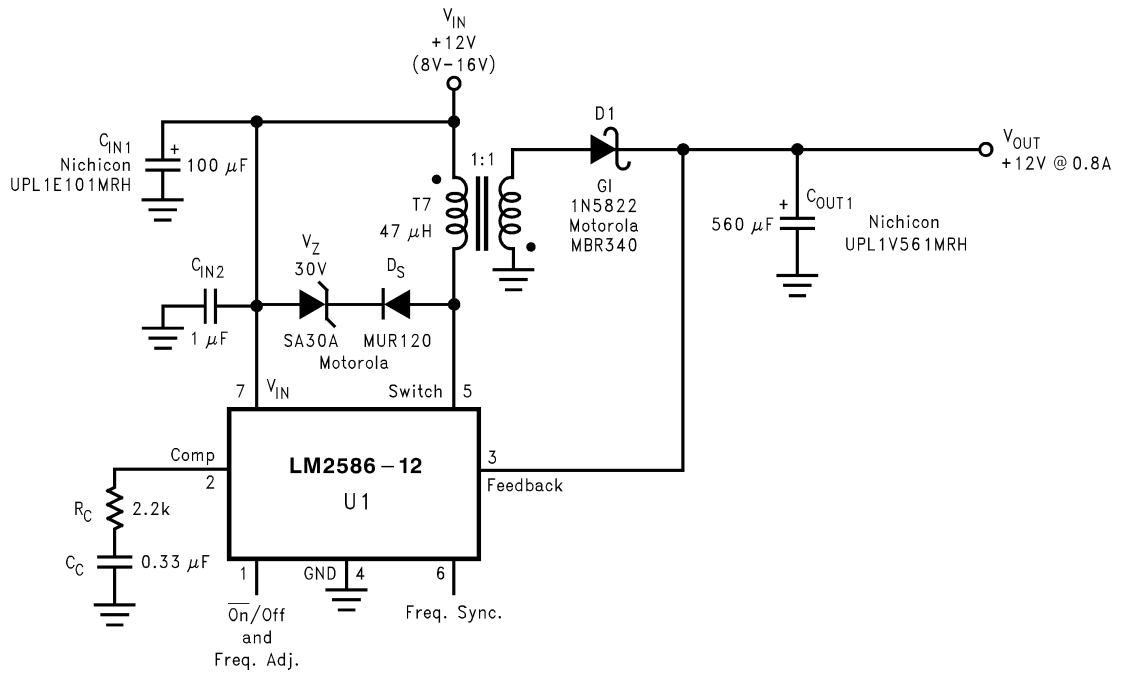 V_IN
+12V
(8V–16V)
C_IN1
Nichicon
UPL1E101MRH
+
100 μF
T7
47 μH
1:1
D1
GI
1N5822
Motorola
MBR340
V_OUT
+12V @ 0.8A
+
560 μF
C_OUT1
Nichicon
UPL1V561MRH
C_IN2
1 μF
V_Z
30V
D_S
SA30A
MUR120
Motorola
7
V_IN
Switch
5
Comp
2
LM2586–12
U1
3
Feedback
R_C
2.2k
C_C
0.33 μF
1
GND
4
6
O̅n̅/Off
and
Freq. Adj.
Freq. Sync.